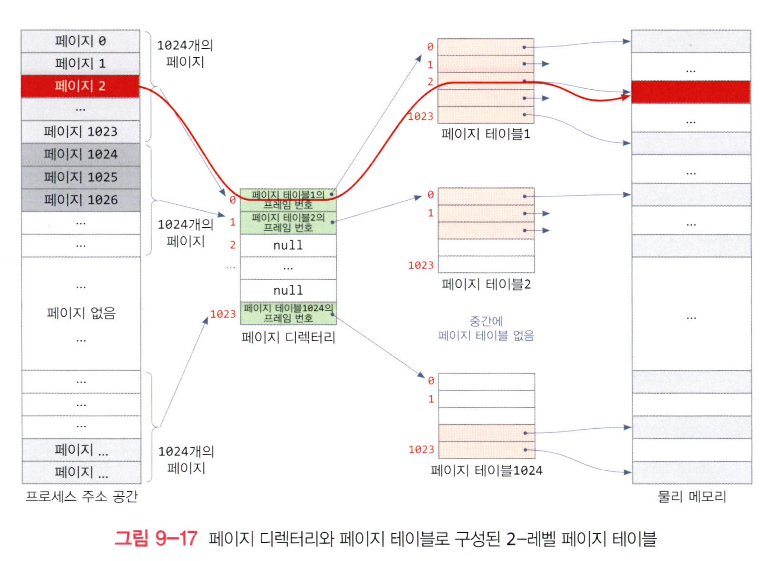 페이지 0
페이지 1
페이지 2
...
페이지 1023
페이지 1024
페이지 1025
페이지 1026
...
...
...
페이지 없음
...
...
...
...
페이지 ...
페이지 ...
프로세스 주소 공간
1024개의
페이지
1024개의
페이지
1024개의
페이지
0
페이지 테이블1의
프레임 번호
1
페이지 테이블2의
프레임 번호
2
null
...
...
null
1023
페이지 테이블1024의
프레임 번호
페이지 디렉터리
0
1
2
1023
페이지 테이블1
0
1
1023
페이지 테이블2
중간에
페이지 테이블 없음
0
1
1023
페이지 테이블1024
...
...
...
...
...
...
물리 메모리
그림 9-17 페이지 디렉터리와 페이지 테이블로 구성된 2-레벨 페이지 테이블